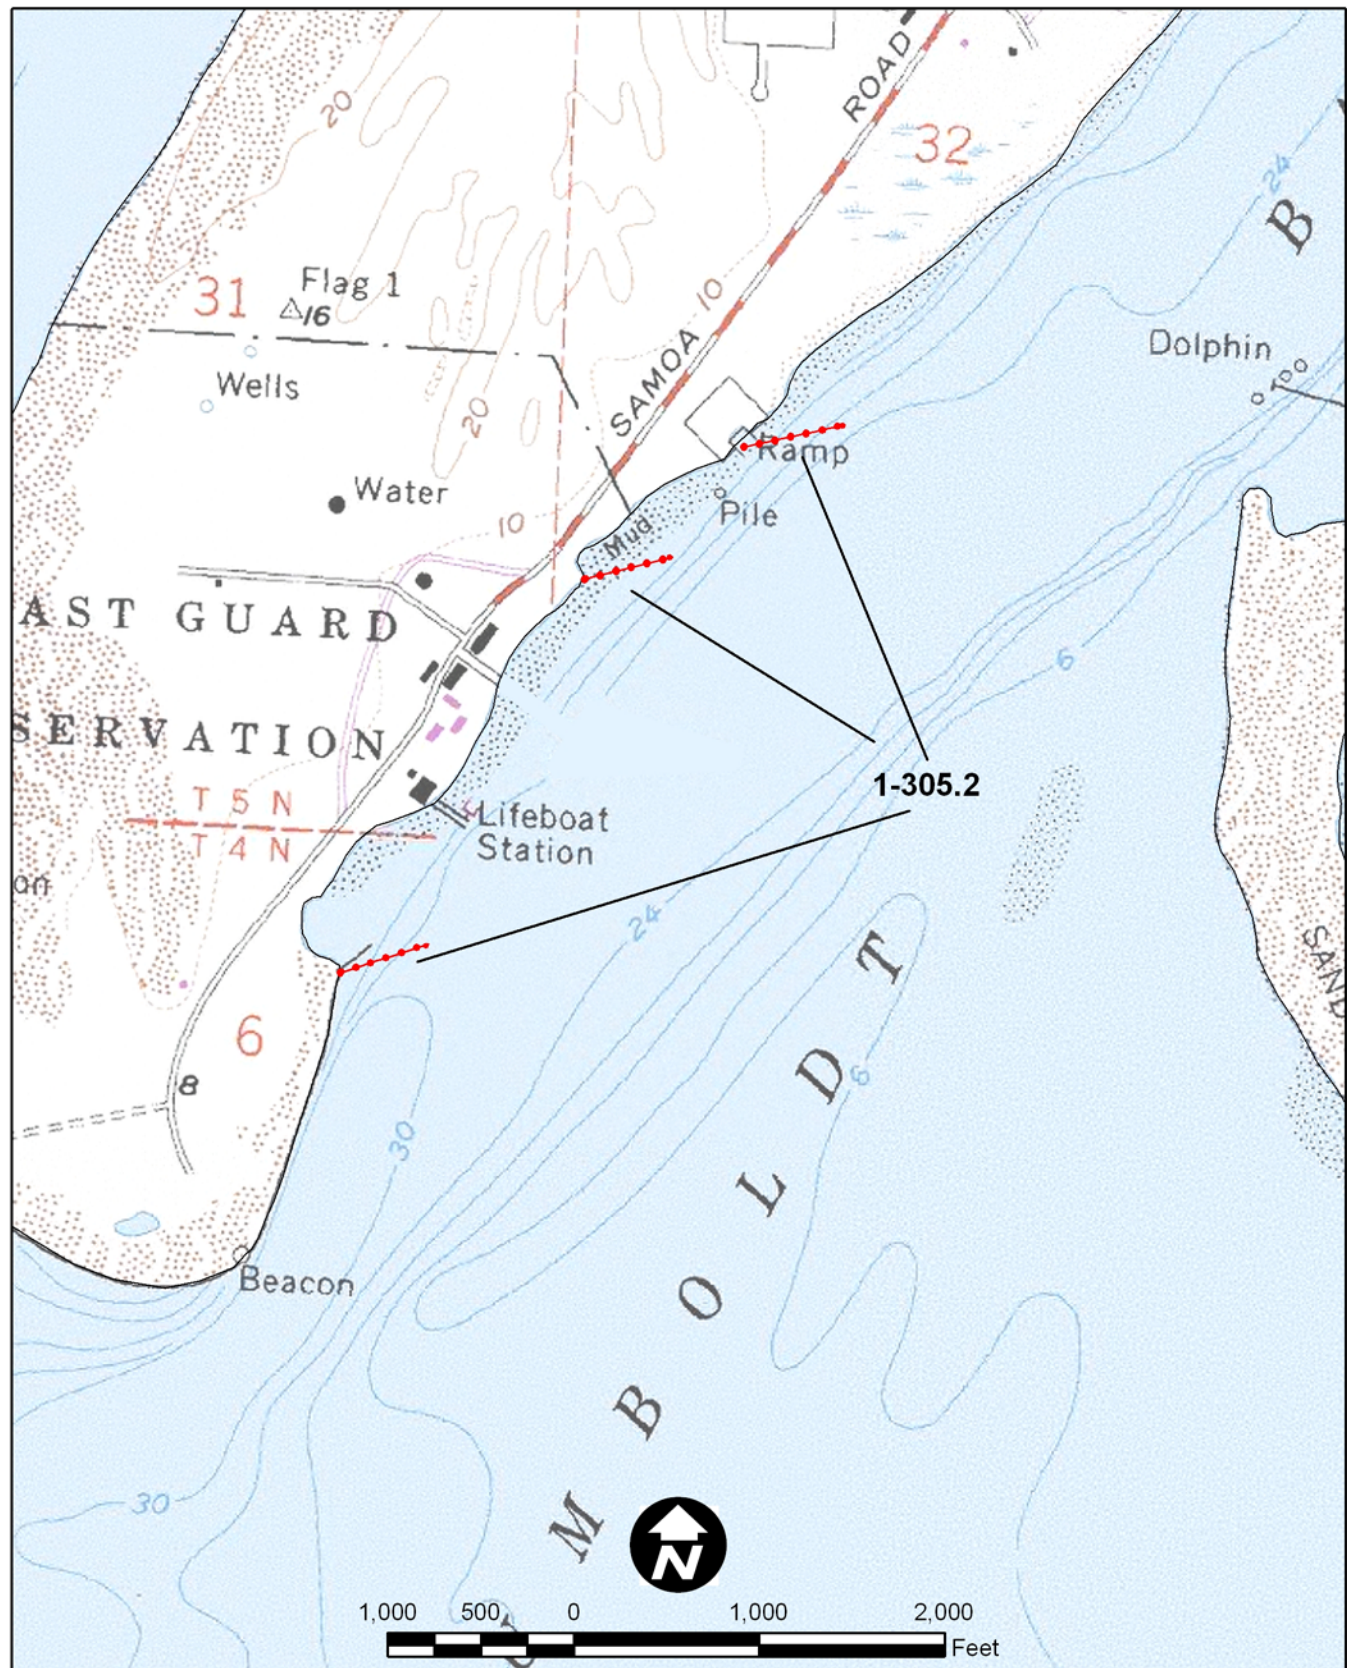 20
ROAD
32
24
B
31
Flag 1
16
10
SAMOA
Dolphin
Wells
20
Ramp
Water
Pile
10
Mud
AST GUARD
6
SERVATION
1-305.2
T 5 N
T 4 N
Lifeboat
Station
on
24
SAND
6
8
30
6
Beacon
30
M B O L D T
N
1,000 500 0 1,000 2,000
Feet